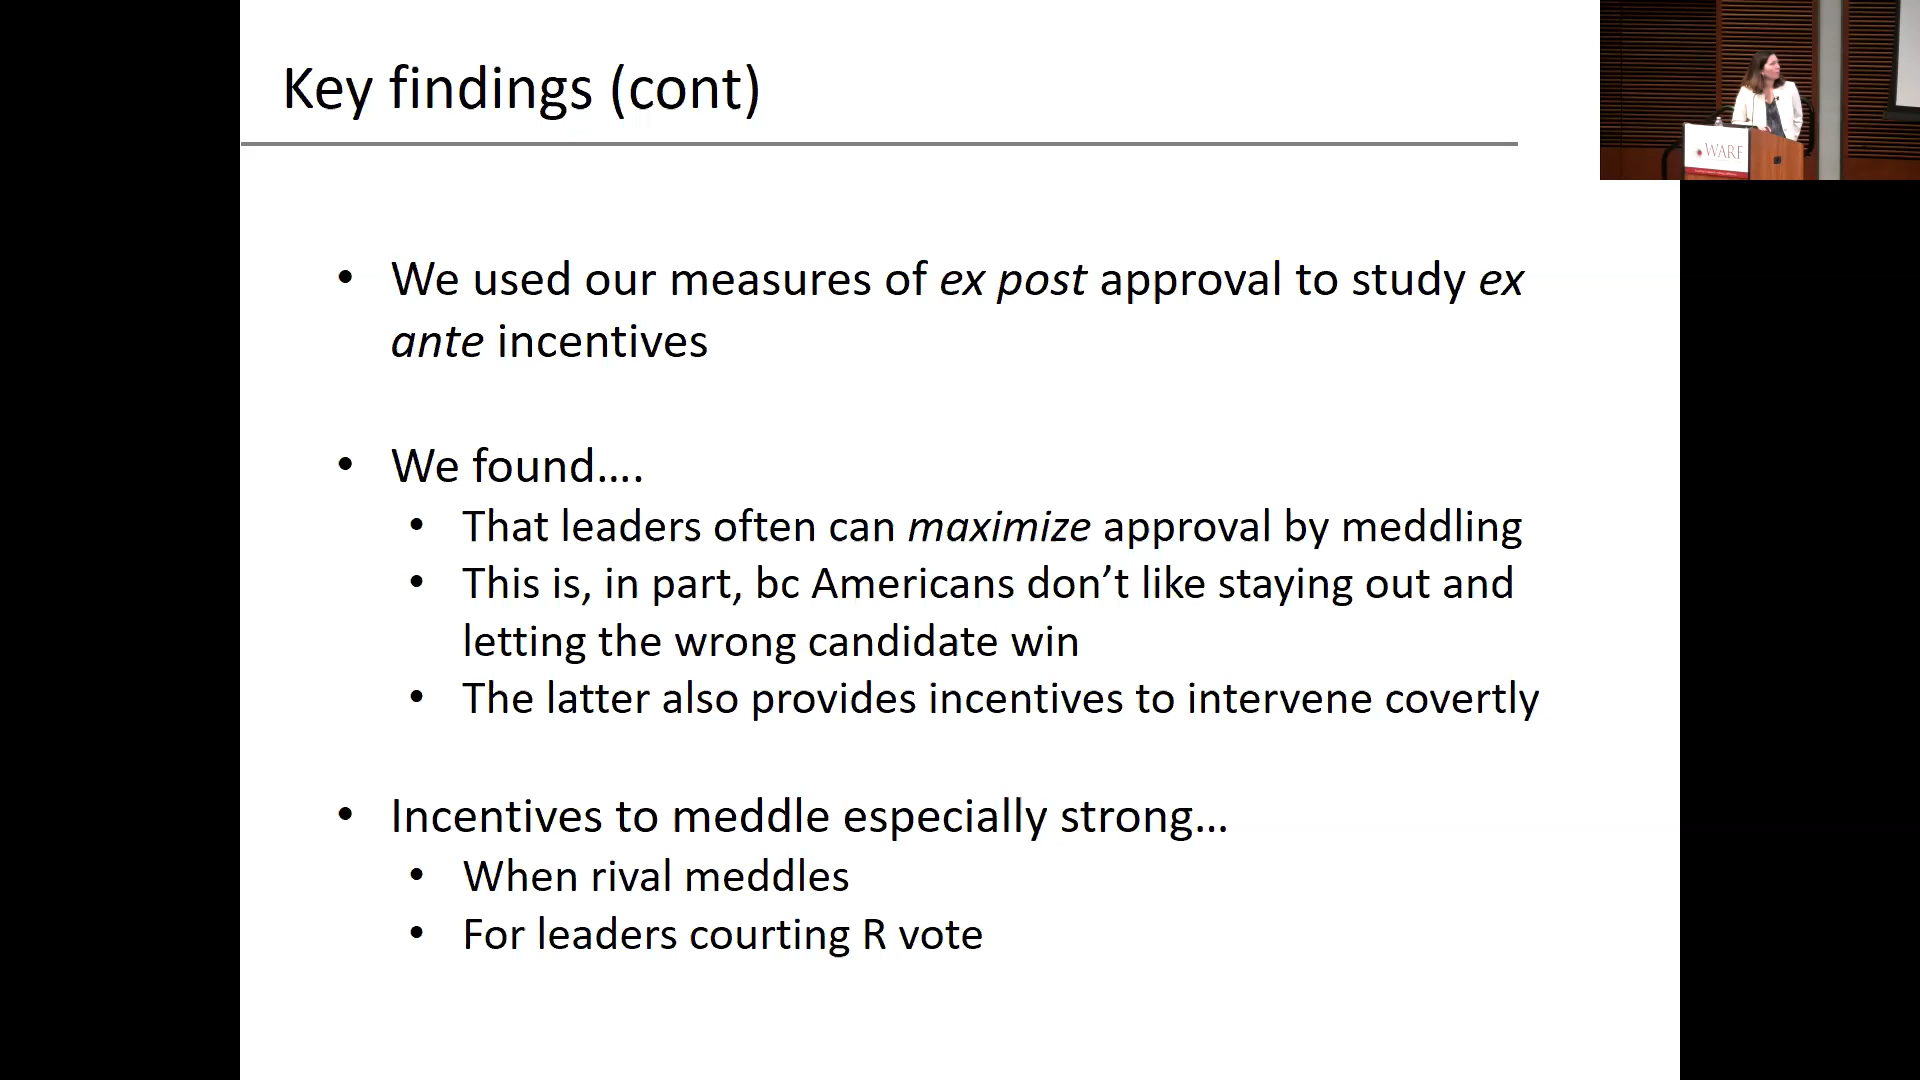 Key findings (cont)
• We used our measures of ex post approval to study ex
ante incentives
• We found....
• That leaders often can maximize approval by meddling
• This is, in part, bc Americans don’t like staying out and
letting the wrong candidate win
• The latter also provides incentives to intervene covertly
• Incentives to meddle especially strong...
• When rival meddles
• For leaders courting R vote
WARF